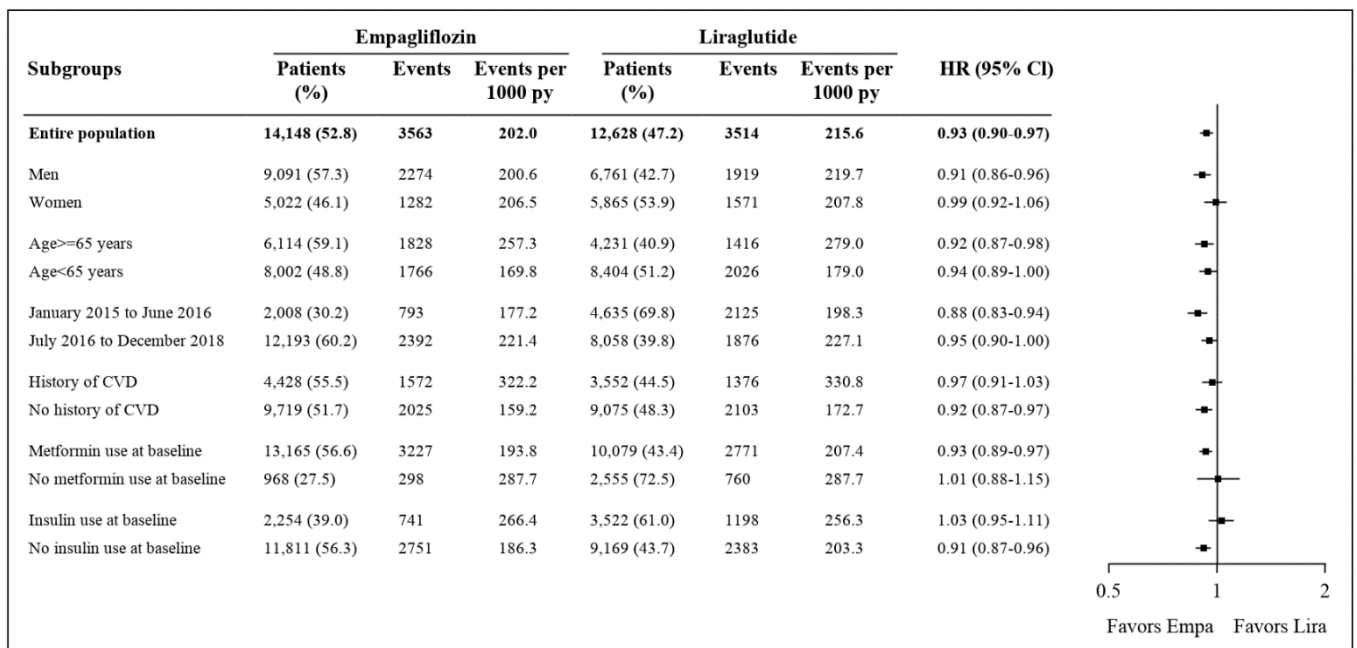 Empagliflozin Liraglutide
Subgroups Patients (%) Events Events per 1000 py Patients (%) Events Events per 1000 py HR (95% Cl)
Entire population 14,148 (52.8) 3563 202.0 12,628 (47.2) 3514 215.6 0.93 (0.90-0.97)
Men 9,091 (57.3) 2274 200.6 6,761 (42.7) 1919 219.7 0.91 (0.86-0.96)
Women 5,022 (46.1) 1282 206.5 5,865 (53.9) 1571 207.8 0.99 (0.92-1.06)
Age>=65 years 6,114 (59.1) 1828 257.3 4,231 (40.9) 1416 279.0 0.92 (0.87-0.98)
Age<65 years 8,002 (48.8) 1766 169.8 8,404 (51.2) 2026 179.0 0.94 (0.89-1.00)
January 2015 to June 2016 2,008 (30.2) 793 177.2 4,635 (69.8) 2125 198.3 0.88 (0.83-0.94)
July 2016 to December 2018 12,193 (60.2) 2392 221.4 8,058 (39.8) 1876 227.1 0.95 (0.90-1.00)
History of CVD 4,428 (55.5) 1572 322.2 3,552 (44.5) 1376 330.8 0.97 (0.91-1.03)
No history of CVD 9,719 (51.7) 2025 159.2 9,075 (48.3) 2103 172.7 0.92 (0.87-0.97)
Metformin use at baseline 13,165 (56.6) 3227 193.8 10,079 (43.4) 2771 207.4 0.93 (0.89-0.97)
No metformin use at baseline 968 (27.5) 298 287.7 2,555 (72.5) 760 287.7 1.01 (0.88-1.15)
Insulin use at baseline 2,254 (39.0) 741 266.4 3,522 (61.0) 1198 256.3 1.03 (0.95-1.11)
No insulin use at baseline 11,811 (56.3) 2751 186.3 9,169 (43.7) 2383 203.3 0.91 (0.87-0.96)
0.5 1 2
Favors Empa Favors Lira